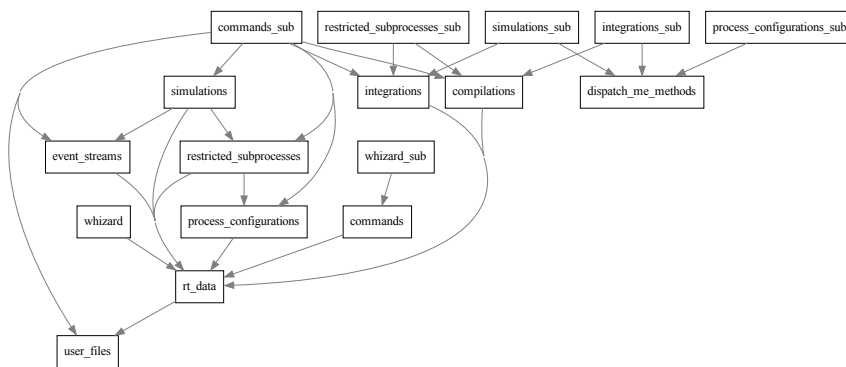 commands_sub
restricted_subprocesses_sub
simulations_sub
integrations_sub
process_configurations_sub
simulations
integrations
compilations
dispatch_me_methods
event_streams
restricted_subprocesses
whizard_sub
whizard
process_configurations
commands
rt_data
user_files